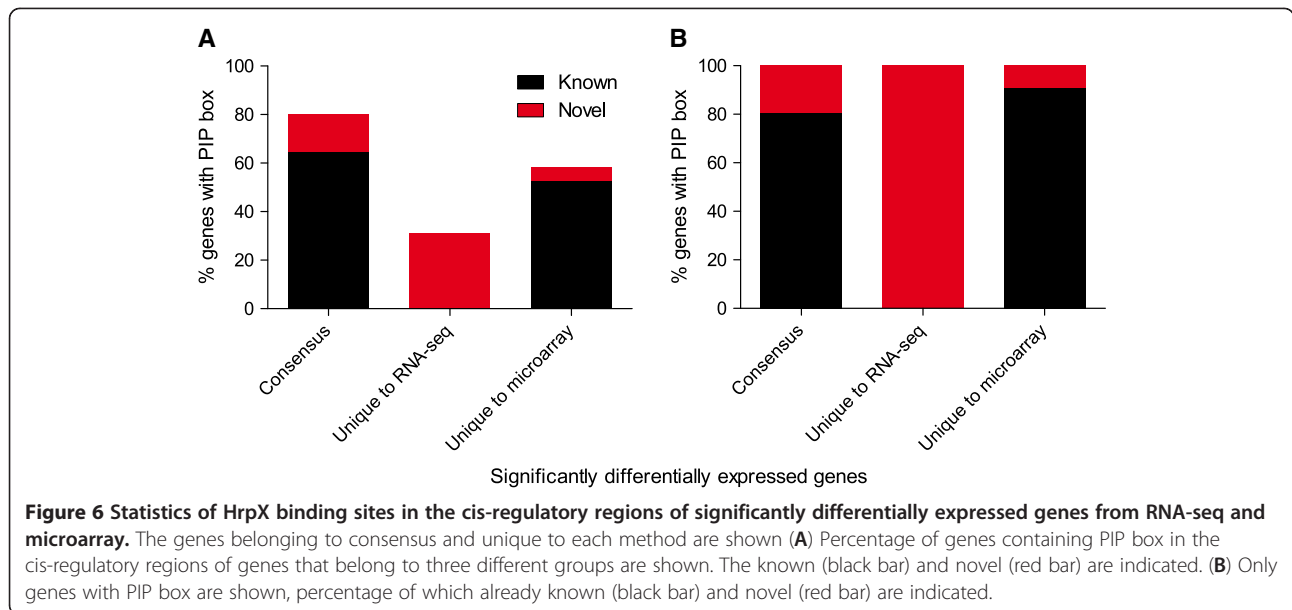 A
B
100
80
60
40
20
0
% genes with PIP box
Known
Novel
Consensus
Unique to RNA-seq
Unique to microarray
100
80
60
40
20
0
% genes with PIP box
Consensus
Unique to RNA-seq
Unique to microarray
Significantly differentially expressed genes
Figure 6 Statistics of HrpX binding sites in the cis-regulatory regions of significantly differentially expressed genes from RNA-seq and
microarray. The genes belonging to consensus and unique to each method are shown (A) Percentage of genes containing PIP box in the
cis-regulatory regions of genes that belong to three different groups are shown. The known (black bar) and novel (red bar) are indicated. (B) Only
genes with PIP box are shown, percentage of which already known (black bar) and novel (red bar) are indicated.